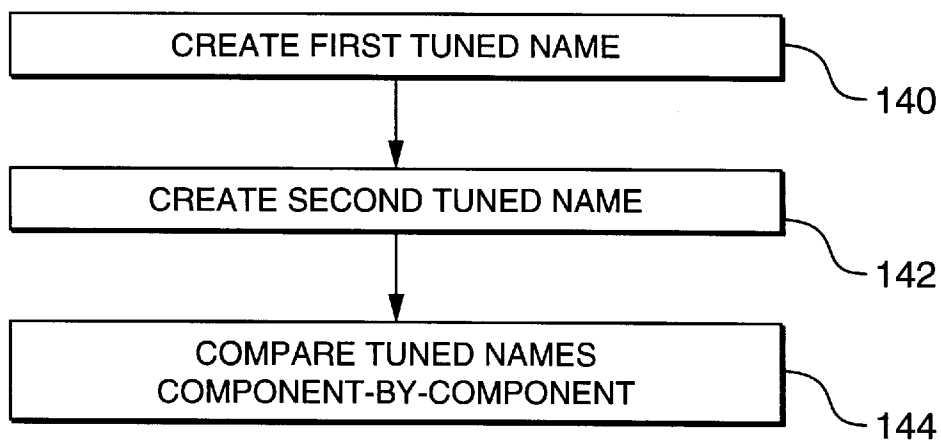 CREATE FIRST TUNED NAME
140
CREATE SECOND TUNED NAME
142
COMPARE TUNED NAMES
COMPONENT-BY-COMPONENT
144